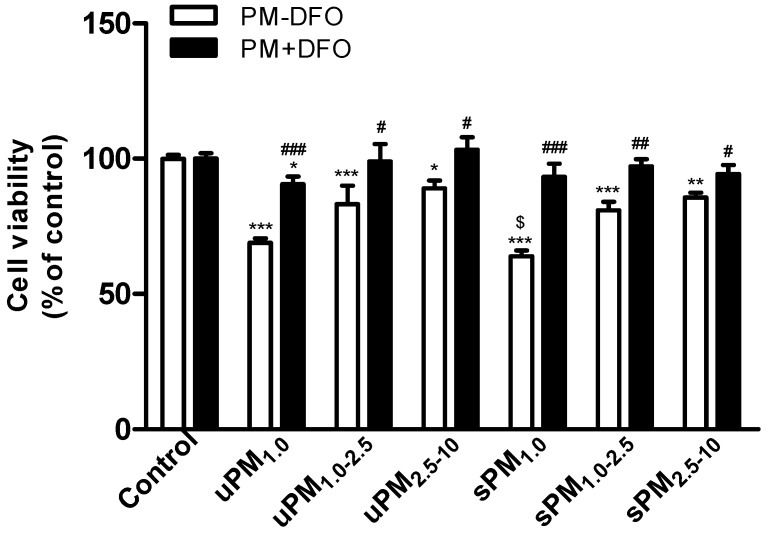 PM-DFO
PM+DFO
Cell viability
(% of control)
150
100
50
0
***
###
*
***
#
*
#
$
***
###
***
##
**
#
Control
uPM1.0
uPM1.0-2.5
uPM2.5-10
sPM1.0
sPM1.0-2.5
sPM2.5-10